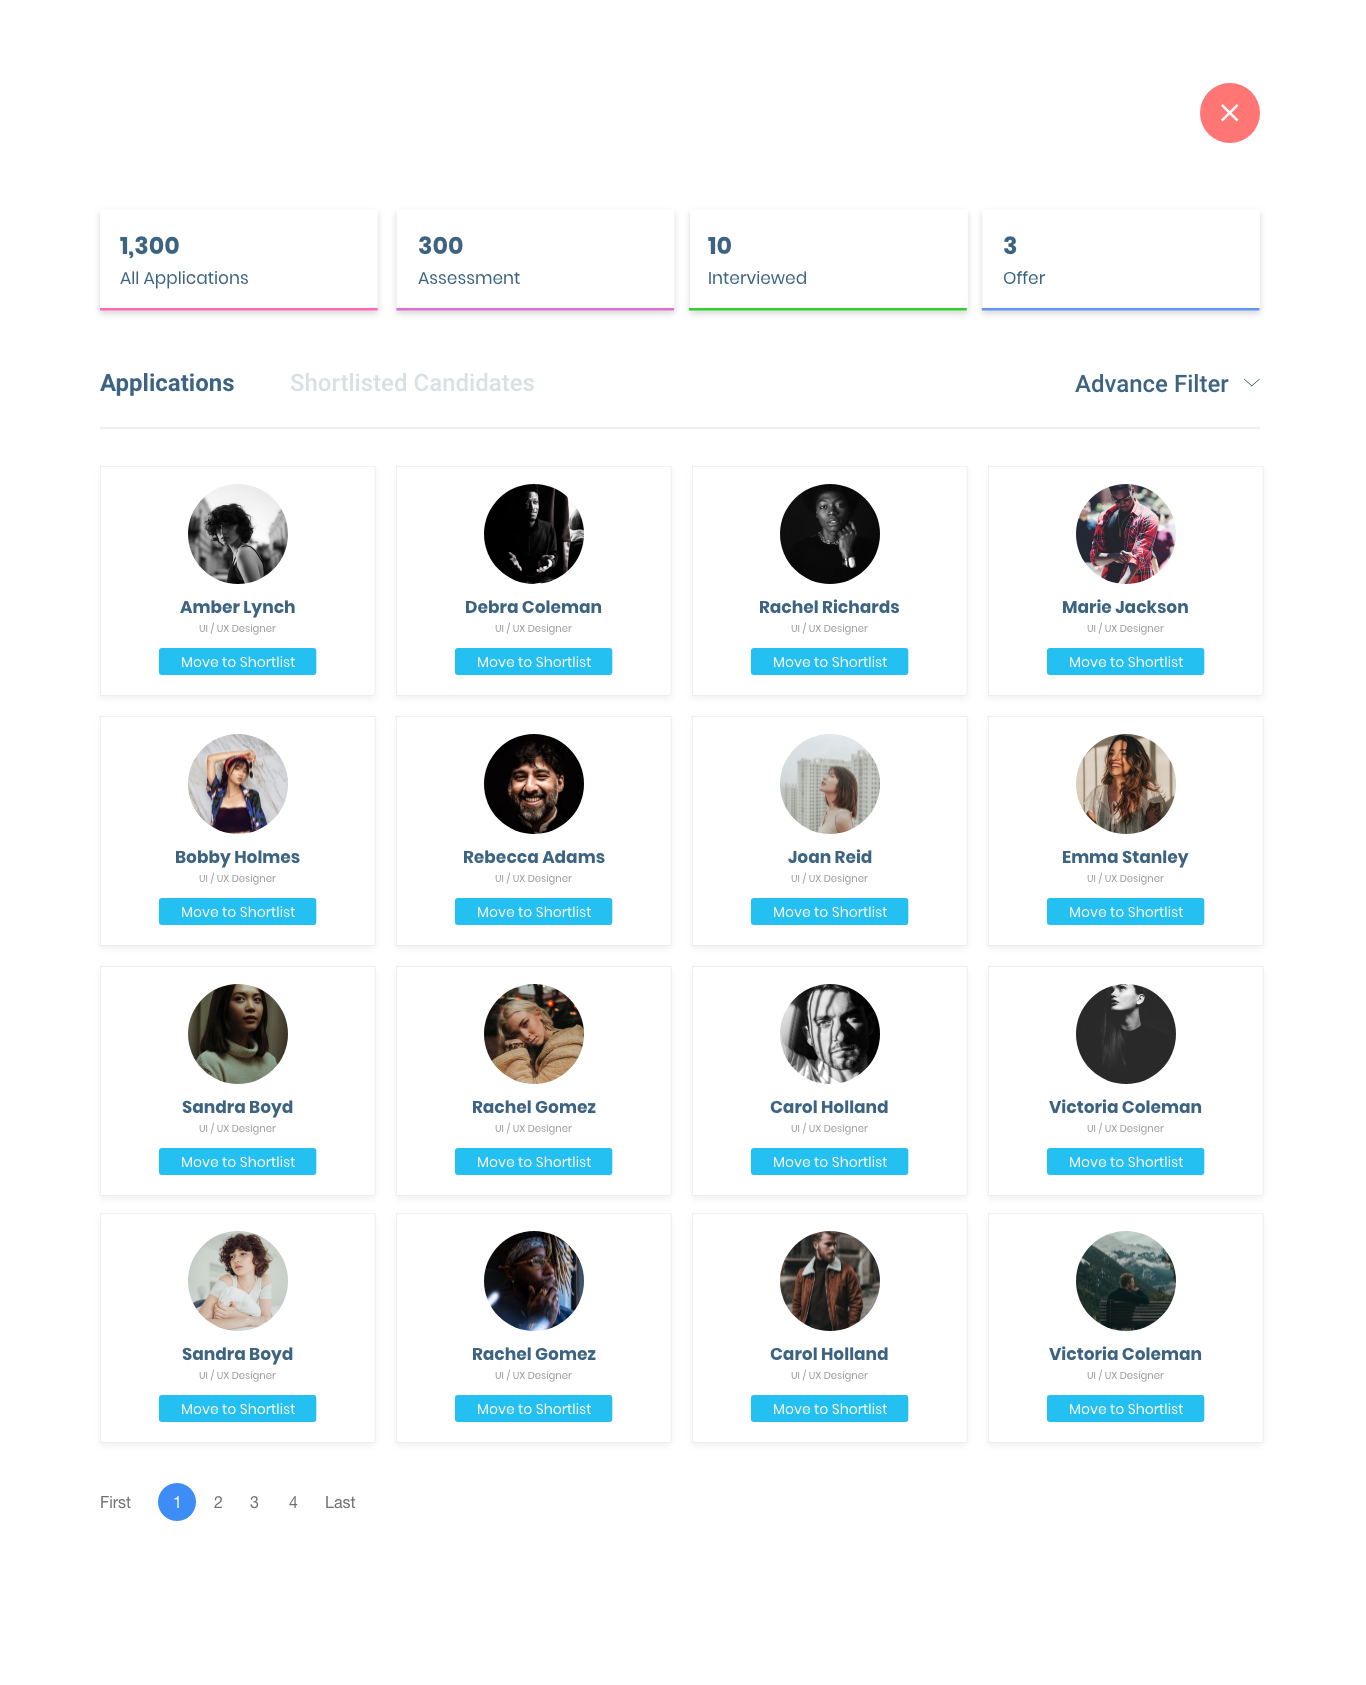 1,300
All Applications
300
Assessment
10
Interviewed
3
Offer
Applications
Shortlisted Candidates
Advance Filter
Amber Lynch
UI / UX Designer
Move to Shortlist
Debra Coleman
UI / UX Designer
Move to Shortlist
Rachel Richards
UI / UX Designer
Move to Shortlist
Marie Jackson
UI / UX Designer
Move to Shortlist
Bobby Holmes
UI / UX Designer
Move to Shortlist
Rebecca Adams
UI / UX Designer
Move to Shortlist
Joan Reid
UI / UX Designer
Move to Shortlist
Emma Stanley
UI / UX Designer
Move to Shortlist
Sandra Boyd
UI / UX Designer
Move to Shortlist
Rachel Gomez
UI / UX Designer
Move to Shortlist
Carol Holland
UI / UX Designer
Move to Shortlist
Victoria Coleman
UI / UX Designer
Move to Shortlist
Sandra Boyd
UI / UX Designer
Move to Shortlist
Rachel Gomez
UI / UX Designer
Move to Shortlist
Carol Holland
UI / UX Designer
Move to Shortlist
Victoria Coleman
UI / UX Designer
Move to Shortlist
First 1 2 3 4 Last